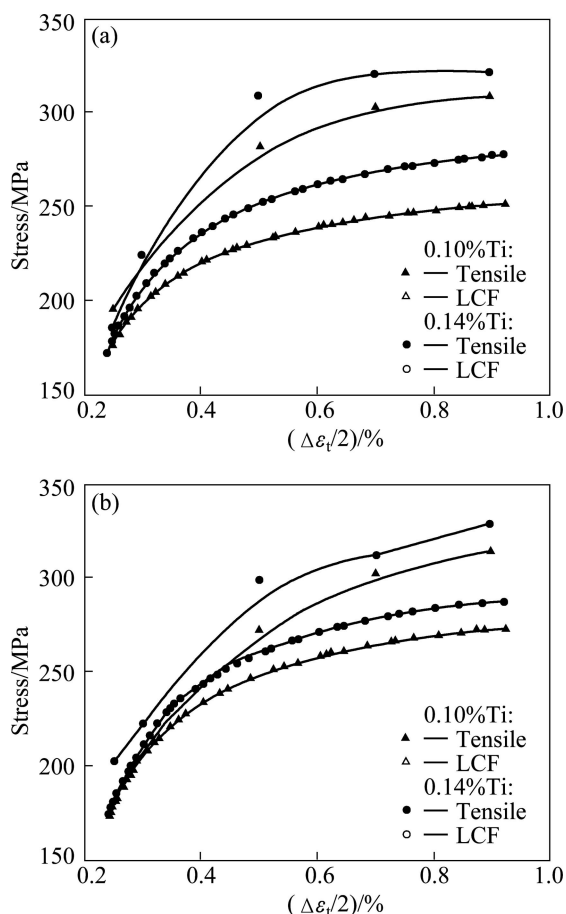 350
(a)
300
250
200
150
Stress/MPa
0.10%Ti:
Tensile
LCF
0.14%Ti:
Tensile
LCF
0.2 0.4 0.6 0.8 1.0
(Δεt/2)/%
350
(b)
300
250
200
150
Stress/MPa
0.10%Ti:
Tensile
LCF
0.14%Ti:
Tensile
LCF
0.2 0.4 0.6 0.8 1.0
(Δεt/2)/%